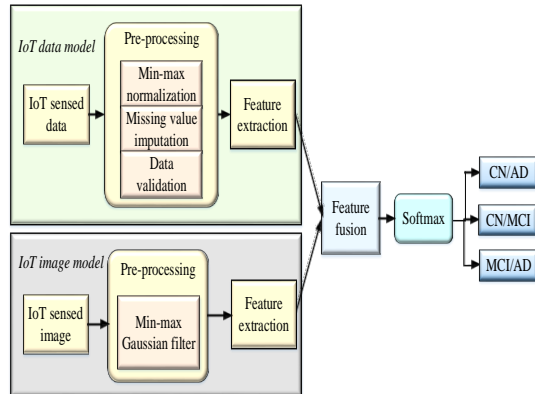 IoT data model
Pre-processing
IoT sensed
data
Min-max
normalization
Missing value
imputation
Data
validation
Feature
extraction
IoT image model
Pre-processing
IoT sensed
image
Min-max
Gaussian filter
Feature
extraction
Feature
fusion
Softmax
CN/AD
CN/MCI
MCI/AD